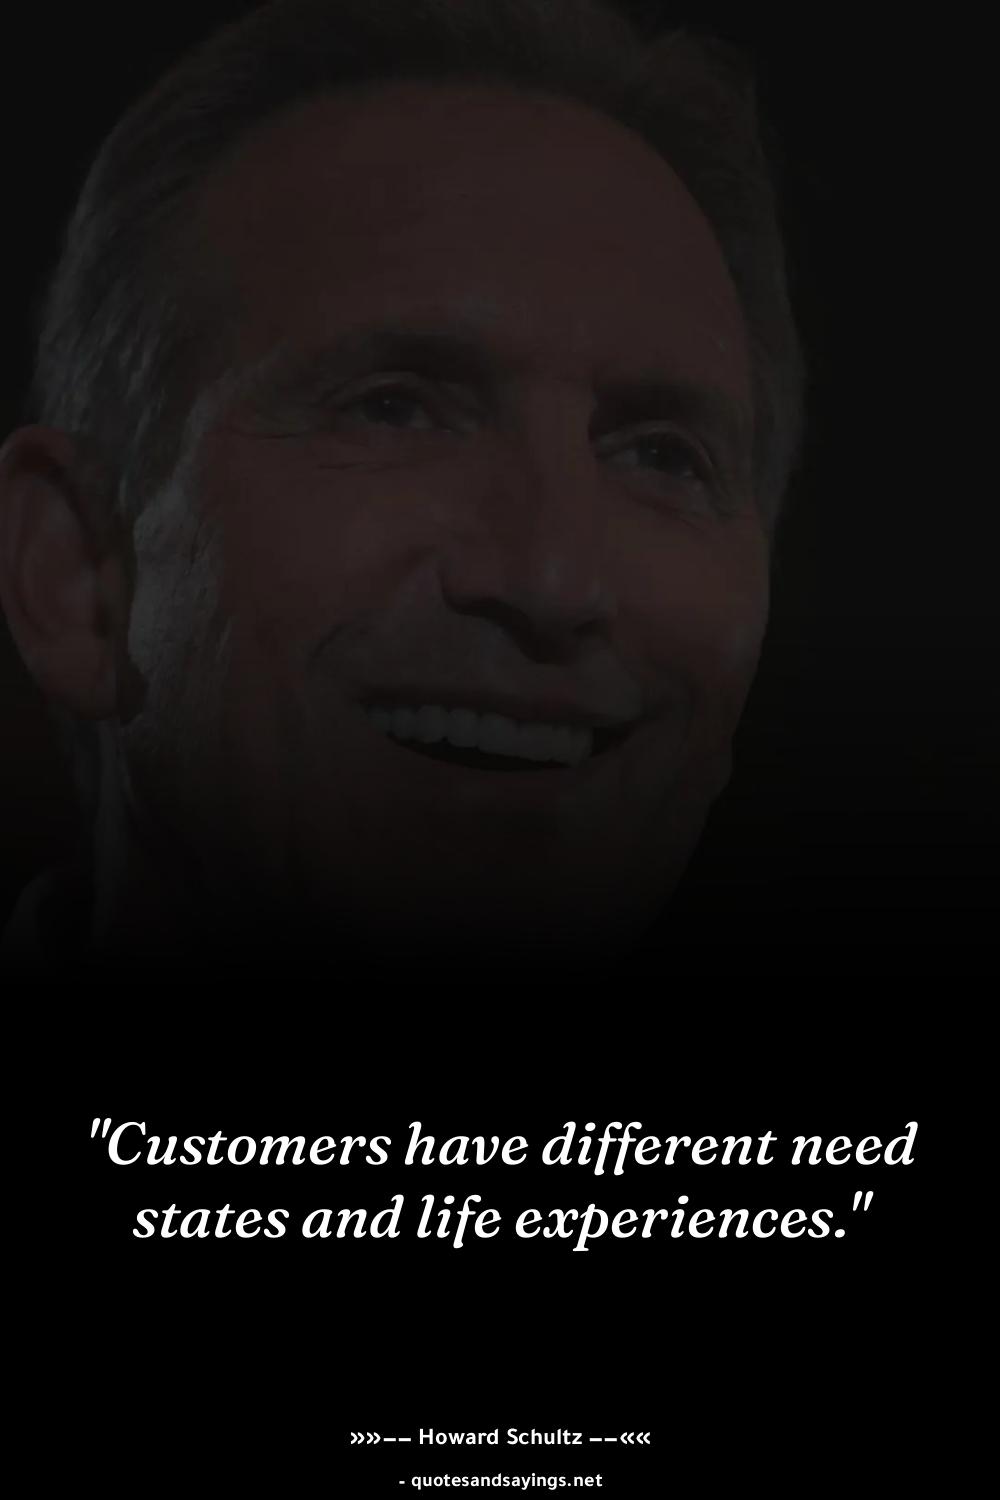 "Customers have different need
states and life experiences."
»»–– Howard Schultz ––««
- quotesandsayings.net